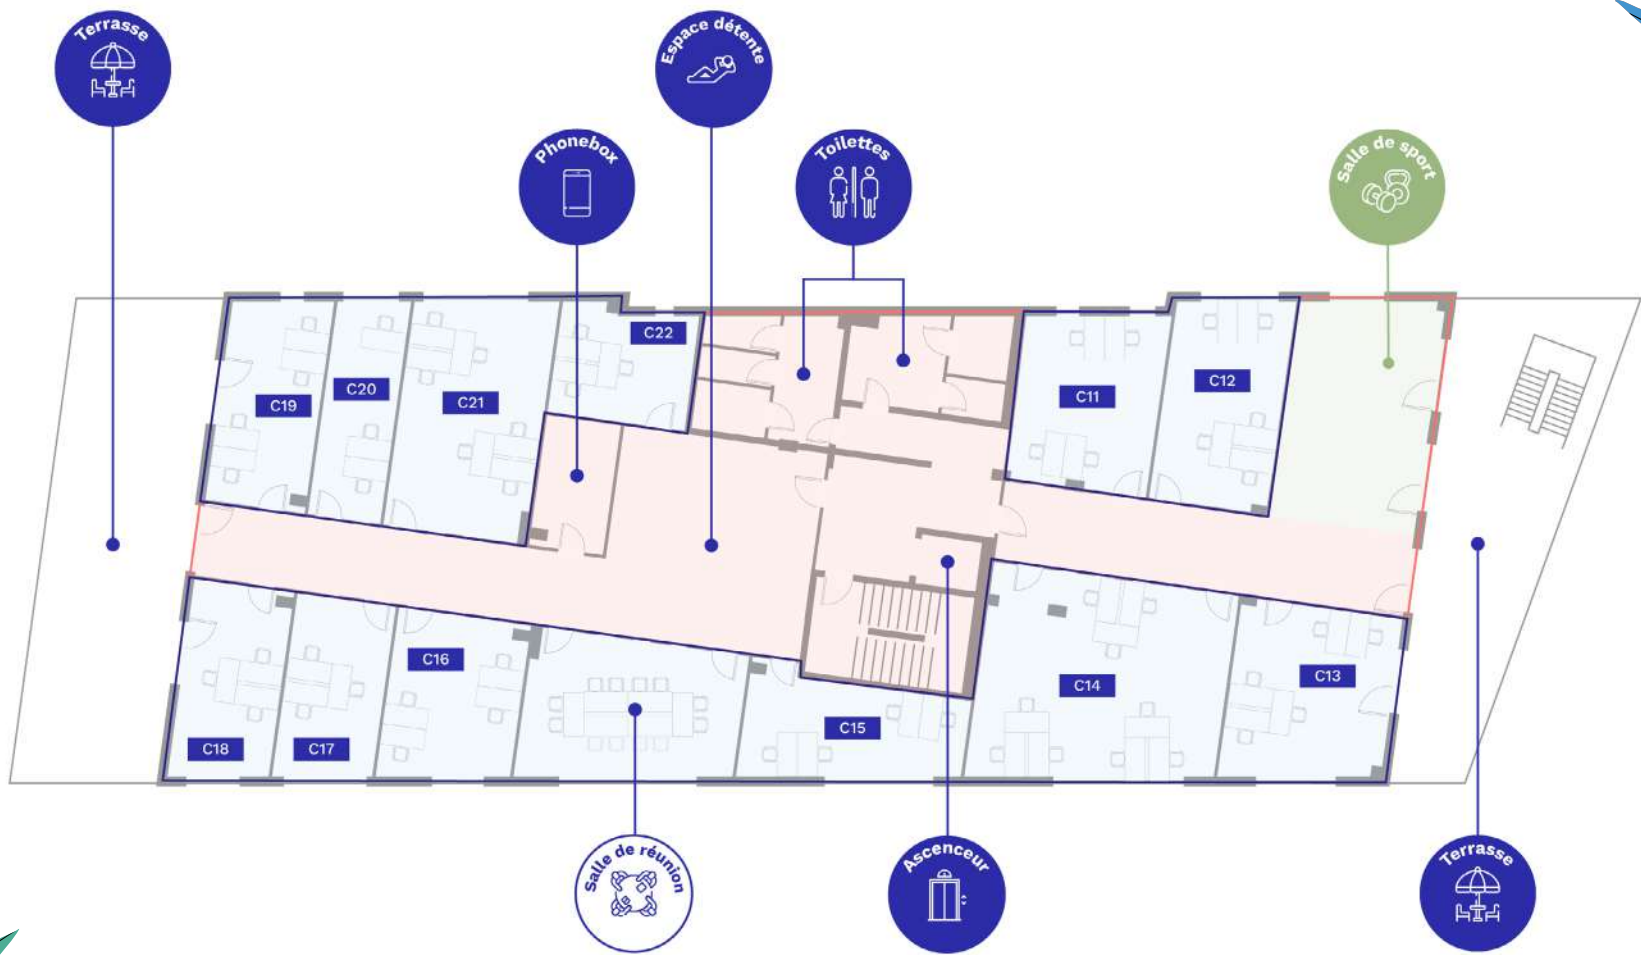 Terrasse
Espace détente
Phonebox
Toilettes
Salle de sport
C22
C20
C19
C21
C11
C12
C16
C18
C17
C15
C14
C13
Salle de réunion
Ascenceur
Terrasse